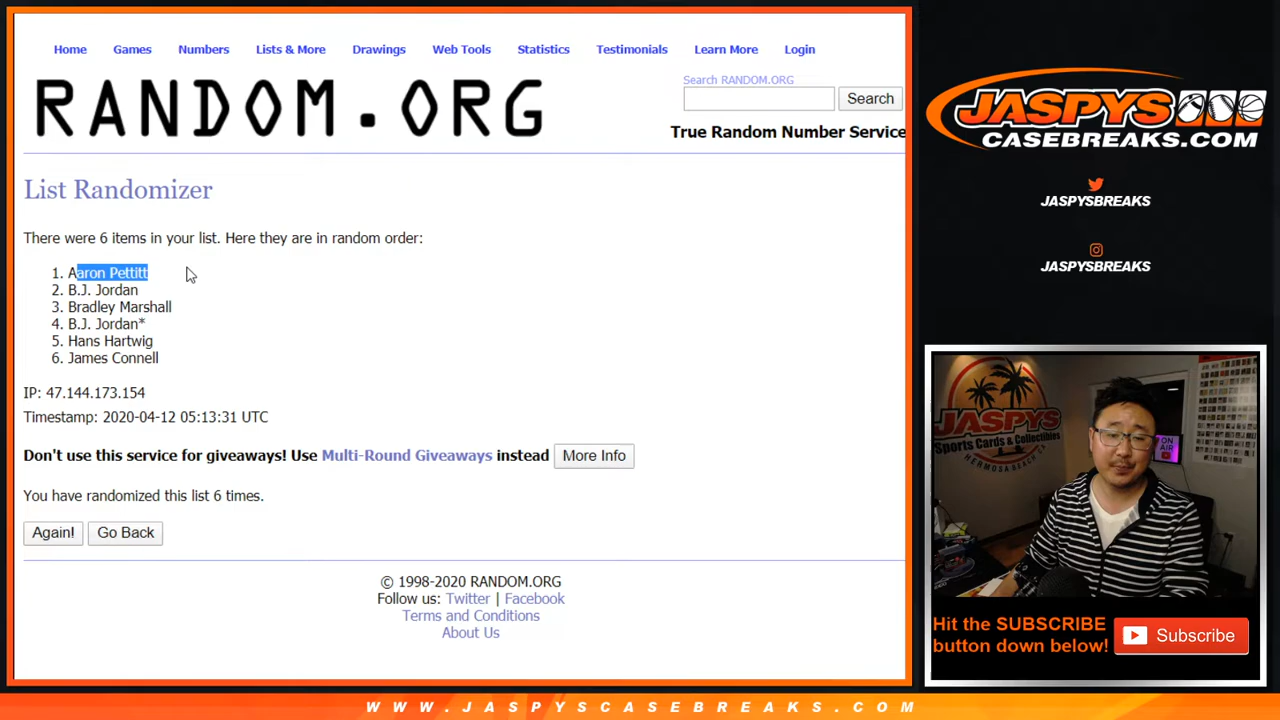 Home Games Numbers Lists & More Drawings Web Tools Statistics Testimonials Learn More Login
RANDOM.ORG
Search RANDOM.ORG
Search
True Random Number Service
List Randomizer
There were 6 items in your list. Here they are in random order:
1. Aaron Pettitt
2. B.J. Jordan
3. Bradley Marshall
4. B.J. Jordan*
5. Hans Hartwig
6. James Connell
IP: 47.144.173.154
Timestamp: 2020-04-12 05:13:31 UTC
Don't use this service for giveaways! Use Multi-Round Giveaways instead More Info
You have randomized this list 6 times.
Again! Go Back
© 1998-2020 RANDOM.ORG
Follow us: Twitter | Facebook
Terms and Conditions
About Us
JASPYS
CASEBREAKS.COM
JASPYSBREAKS
JASPYSBREAKS
JASPYS
Sports Cards & Collectibles
HERMOSA BEACH, CA
ON AIR
Hit the SUBSCRIBE
button down below!
Subscribe
WWW.JASPYSCASEBREAKS.COM